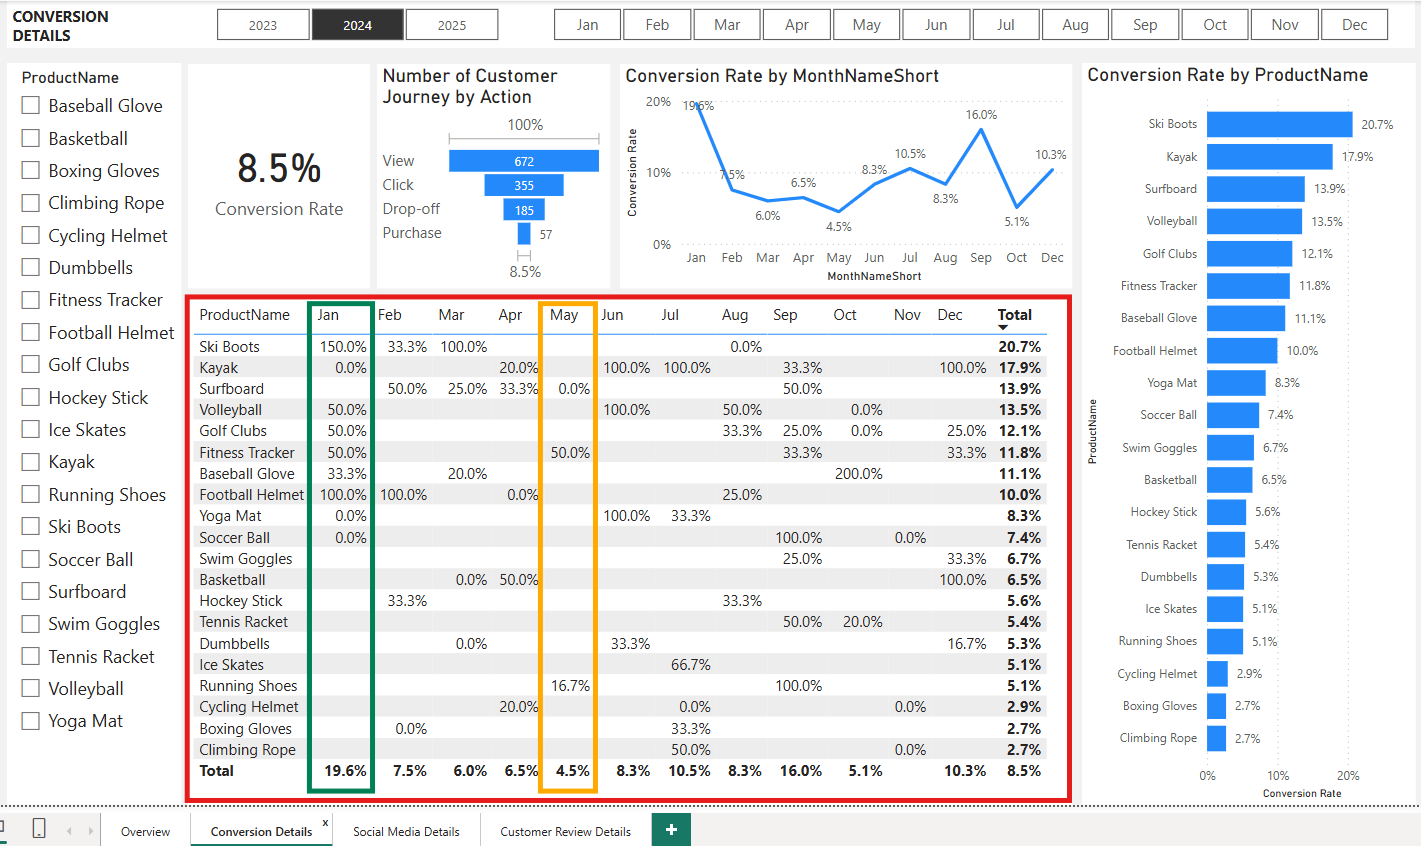 CONVERSION
DETAILS
2023 2024 2025
Jan Feb Mar Apr May Jun Jul Aug Sep Oct Nov Dec
ProductName
Baseball Glove
Basketball
Boxing Gloves
Climbing Rope
Cycling Helmet
Dumbbells
Fitness Tracker
Football Helmet
Golf Clubs
Hockey Stick
Ice Skates
Kayak
Running Shoes
Ski Boots
Soccer Ball
Surfboard
Swim Goggles
Tennis Racket
Volleyball
Yoga Mat
8.5%
Conversion Rate
Number of Customer
Journey by Action
100%
View 672
Click 355
Drop-off 185
Purchase 57
8.5%
Conversion Rate by MonthNameShort
Conversion Rate
20%
10%
0%
19.6% 7.5% 6.0% 6.5% 4.5% 8.3% 10.5% 8.3% 16.0% 5.1% 10.3%
Jan Feb Mar Apr May Jun Jul Aug Sep Oct Dec
MonthNameShort
ProductName Jan Feb Mar Apr May Jun Jul Aug Sep Oct Nov Dec Total
Ski Boots 150.0% 33.3% 100.0% 0.0% 20.7%
Kayak 0.0% 20.0% 100.0% 100.0% 33.3% 100.0% 17.9%
Surfboard 50.0% 25.0% 33.3% 0.0% 50.0% 13.9%
Volleyball 50.0% 100.0% 50.0% 0.0% 13.5%
Golf Clubs 50.0% 33.3% 25.0% 0.0% 25.0% 12.1%
Fitness Tracker 50.0% 50.0% 33.3% 33.3% 11.8%
Baseball Glove 33.3% 20.0% 200.0% 11.1%
Football Helmet 100.0% 100.0% 0.0% 25.0% 10.0%
Yoga Mat 0.0% 100.0% 33.3% 8.3%
Soccer Ball 0.0% 100.0% 0.0% 7.4%
Swim Goggles 25.0% 33.3% 6.7%
Basketball 0.0% 50.0% 100.0% 6.5%
Hockey Stick 33.3% 33.3% 5.6%
Tennis Racket 50.0% 20.0% 5.4%
Dumbbells 0.0% 33.3% 16.7% 5.3%
Ice Skates 66.7% 5.1%
Running Shoes 16.7% 100.0% 5.1%
Cycling Helmet 20.0% 0.0% 0.0% 2.9%
Boxing Gloves 0.0% 33.3% 2.7%
Climbing Rope 50.0% 0.0% 2.7%
Total 19.6% 7.5% 6.0% 6.5% 4.5% 8.3% 10.5% 8.3% 16.0% 5.1% 10.3% 8.5%
Conversion Rate by ProductName
ProductName
Ski Boots 20.7%
Kayak 17.9%
Surfboard 13.9%
Volleyball 13.5%
Golf Clubs 12.1%
Fitness Tracker 11.8%
Baseball Glove 11.1%
Football Helmet 10.0%
Yoga Mat 8.3%
Soccer Ball 7.4%
Swim Goggles 6.7%
Basketball 6.5%
Hockey Stick 5.6%
Tennis Racket 5.4%
Dumbbells 5.3%
Ice Skates 5.1%
Running Shoes 5.1%
Cycling Helmet 2.9%
Boxing Gloves 2.7%
Climbing Rope 2.7%
0% 10% 20%
Conversion Rate
Overview Conversion Details x Social Media Details Customer Review Details +